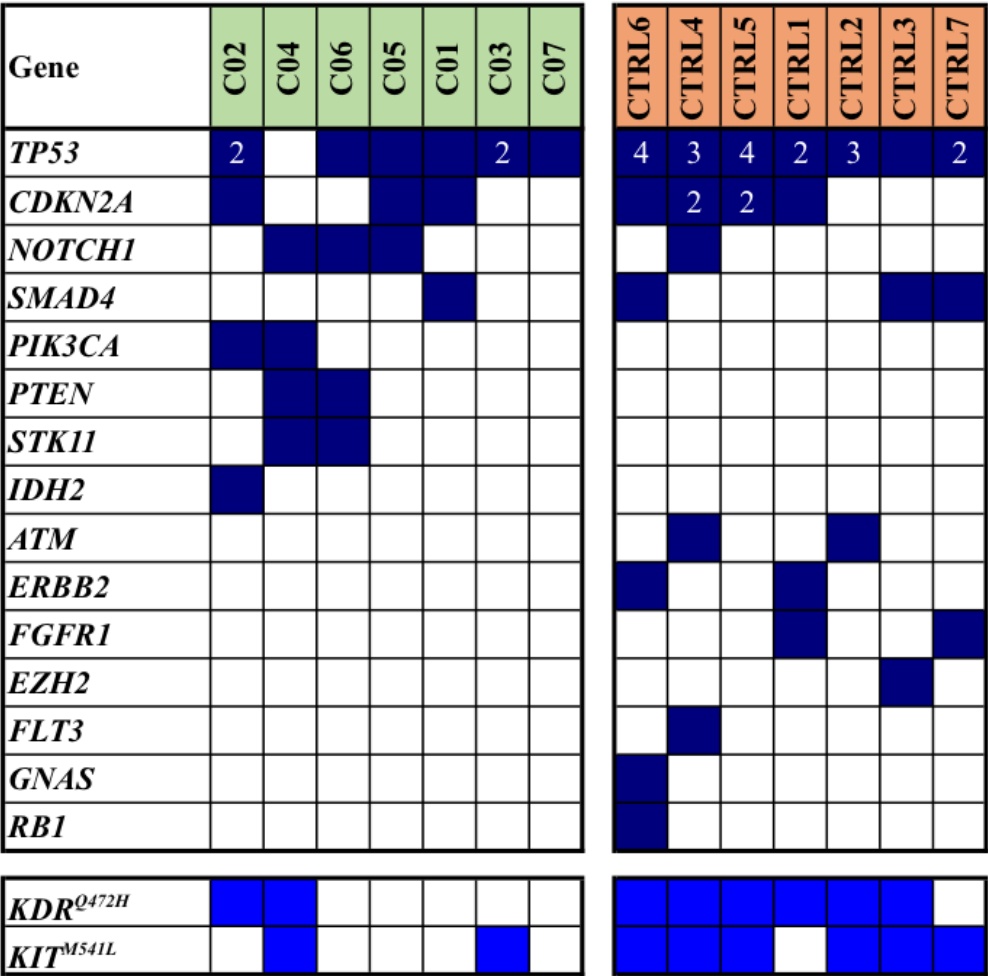 Gene C02 C04 C06 C05 C01 C03 C07 CTRL6 CTRL4 CTRL5 CTRL1 CTRL2 CTRL3 CTRL7
TP53 2 2 4 3 4 2 3 2
CDKN2A 2 2
NOTCH1
SMAD4
PIK3CA
PTEN
STK11
IDH2
ATM
ERBB2
FGFR1
EZH2
FLT3
GNAS
RB1
KDR^Q472H
KIT^M541L